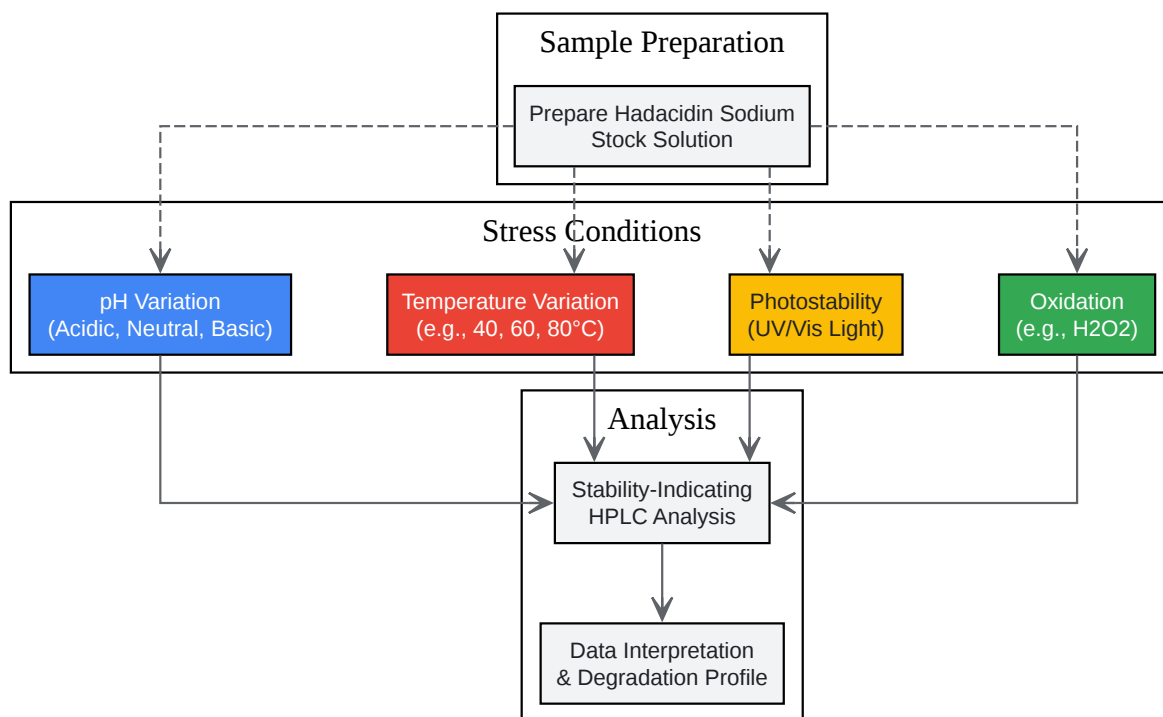 Sample Preparation
Prepare Hadacidin Sodium
Stock Solution
Stress Conditions
pH Variation
(Acidic, Neutral, Basic)
Temperature Variation
(e.g., 40, 60, 80°C)
Photostability
(UV/Vis Light)
Oxidation
(e.g., H2O2)
Analysis
Stability-Indicating
HPLC Analysis
Data Interpretation
& Degradation Profile